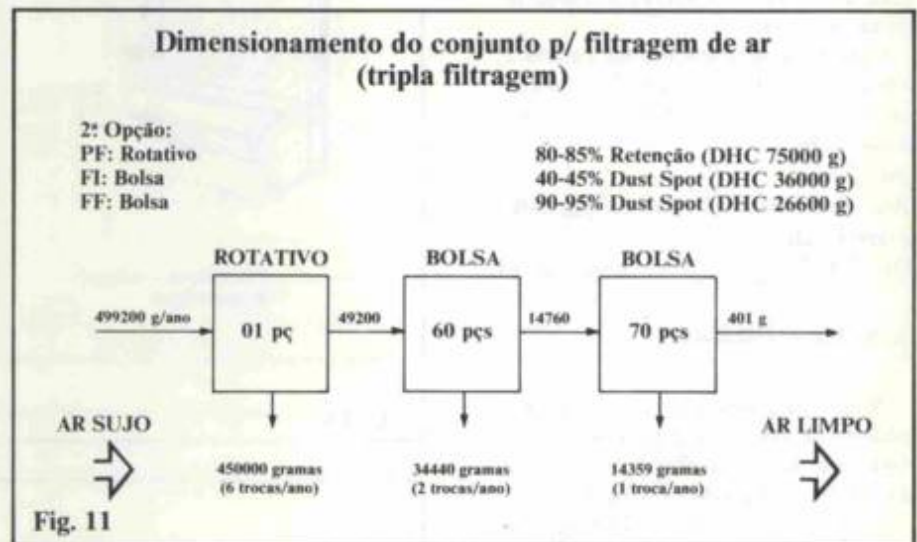 Dimensionamento do conjunto p/ filtragem de ar
(tripla filtragem)
2ª Opção:
PF: Rotativo
FI: Bolsa
FF: Bolsa
80-85% Retenção (DHC 75000 g)
40-45% Dust Spot (DHC 36000 g)
90-95% Dust Spot (DHC 26600 g)
ROTATIVO
BOLSA
BOLSA
499200 g/ano
01 pç
49200
60 pçs
14760
70 pçs
401 g
AR SUJO
AR LIMPO
450000 gramas
(6 trocas/ano)
34440 gramas
(2 trocas/ano)
14359 gramas
(1 troca/ano)
Fig. 11